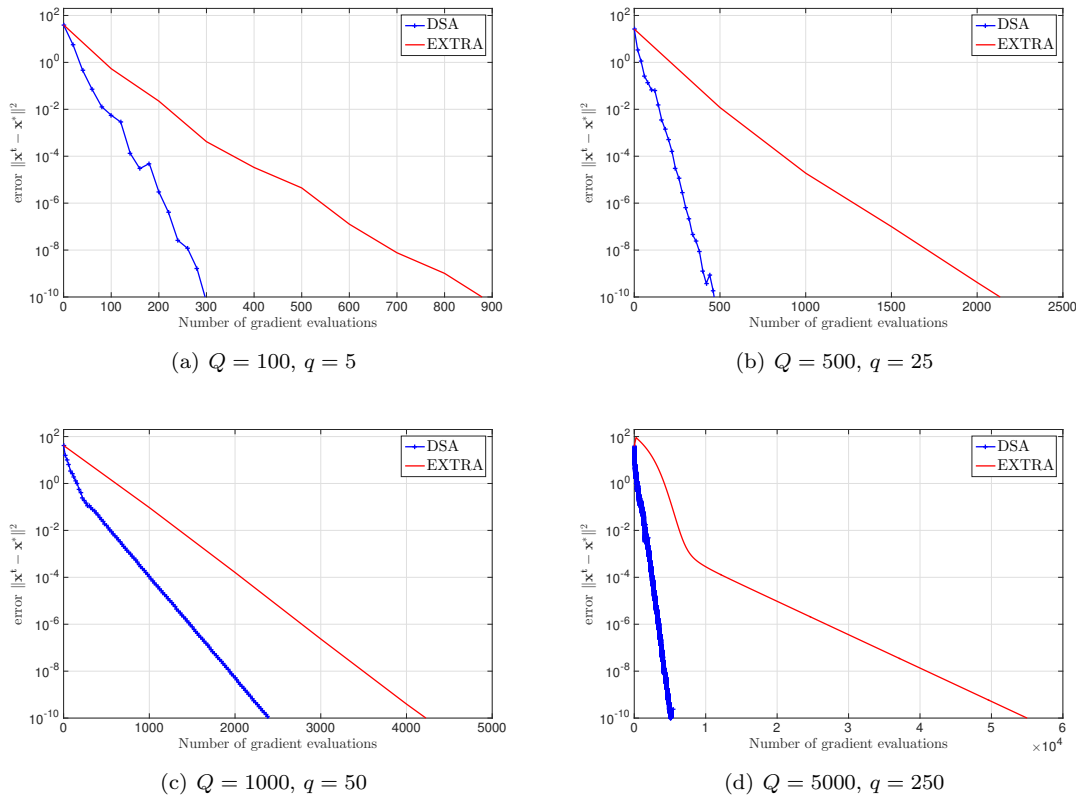 10^2
10^0
10^-2
10^-4
10^-6
10^-8
10^-10
error ‖x^t − x*‖^2
DSA
EXTRA
0 100 200 300 400 500 600 700 800 900
Number of gradient evaluations
(a) Q = 100, q = 5
10^2
10^0
10^-2
10^-4
10^-6
10^-8
10^-10
error ‖x^t − x*‖^2
DSA
EXTRA
0 500 1000 1500 2000 2500
Number of gradient evaluations
(b) Q = 500, q = 25
10^2
10^0
10^-2
10^-4
10^-6
10^-8
10^-10
error ‖x^t − x*‖^2
DSA
EXTRA
0 1000 2000 3000 4000 5000
Number of gradient evaluations
(c) Q = 1000, q = 50
10^2
10^0
10^-2
10^-4
10^-6
10^-8
10^-10
error ‖x^t − x*‖^2
DSA
EXTRA
0 1 2 3 4 5 6
Number of gradient evaluations
×10^4
(d) Q = 5000, q = 250